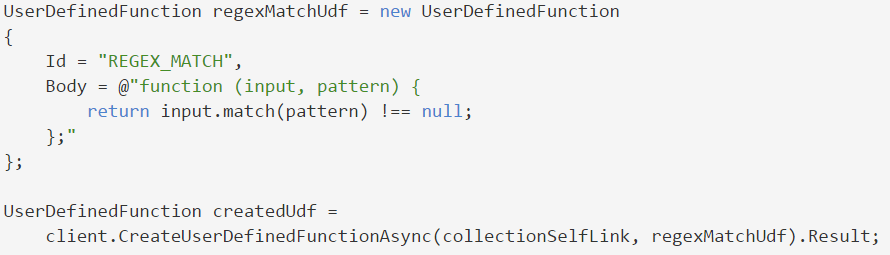 UserDefinedFunction regexMatchUdf = new UserDefinedFunction
{
    Id = "REGEX_MATCH",
    Body = @"function (input, pattern) {
        return input.match(pattern) !== null;
    };"
};

UserDefinedFunction createdUdf =
    client.CreateUserDefinedFunctionAsync(collectionSelfLink, regexMatchUdf).Result;